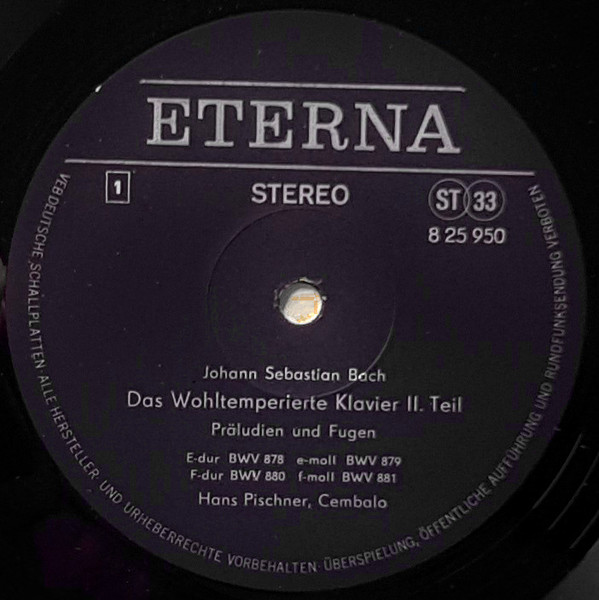 ETERNA
1
STEREO
ST 33
8 25 950
Johann Sebastian Bach
Das Wohltemperierte Klavier II. Teil
Präludien und Fugen
E-dur BWV 878 e-moll BWV 879
F-dur BWV 880 f-moll BWV 881
Hans Pischner, Cembalo
VEB DEUTSCHE SCHALLPLATTEN · ALLE HERSTELLER- UND URHEBERRECHTE VORBEHALTEN · ÜBERSPIELUNG, ÖFFENTLICHE AUFFÜHRUNG UND RUNDFUNKSENDUNG VERBOTEN